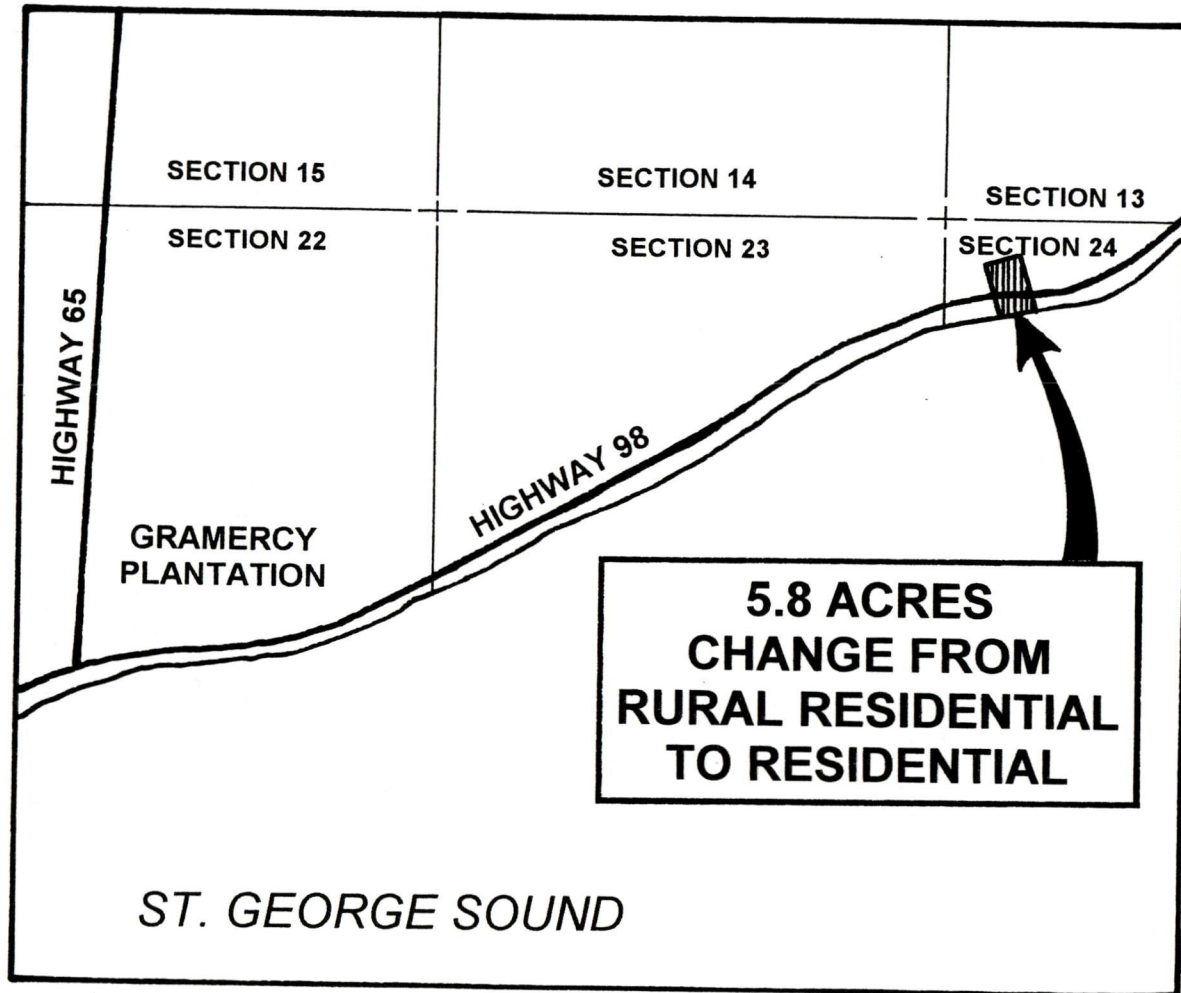 SECTION 15
SECTION 14
SECTION 13
SECTION 22
SECTION 23
SECTION 24
HIGHWAY 65
HIGHWAY 98
GRAMERCY
PLANTATION
5.8 ACRES
CHANGE FROM
RURAL RESIDENTIAL
TO RESIDENTIAL
ST. GEORGE SOUND